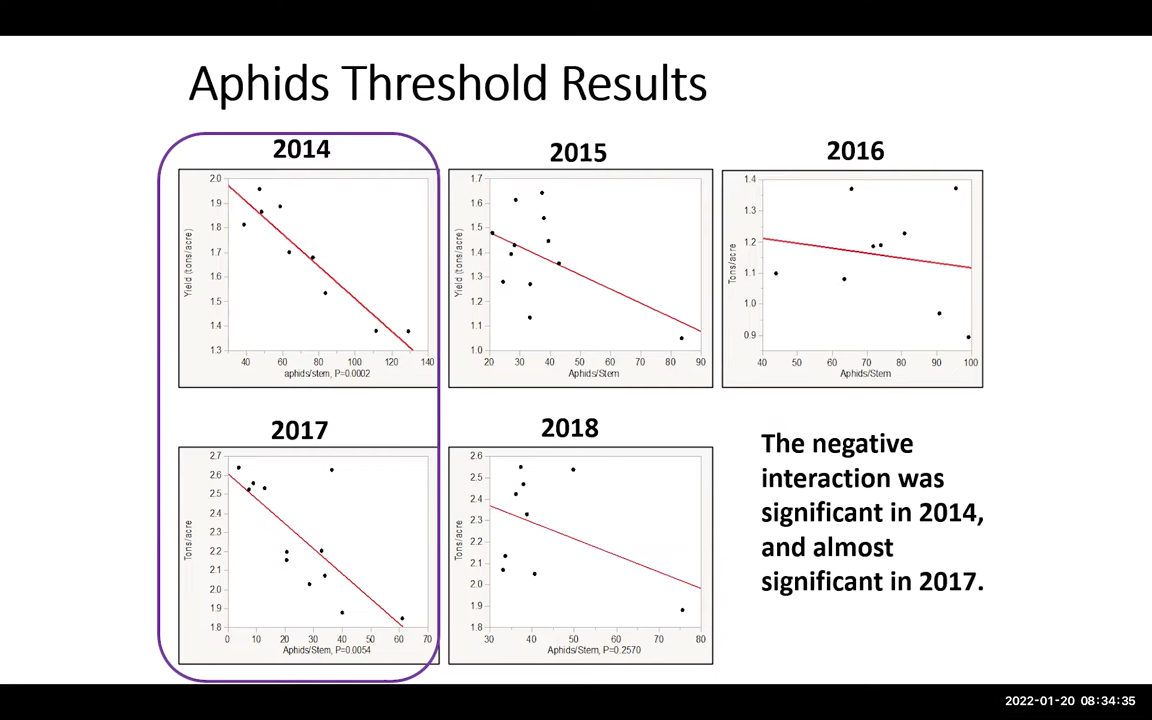 Aphids Threshold Results
2014
2.0
1.9
1.8
1.7
1.6
1.5
1.4
1.3
Yield (tons/acre)
40 60 80 100 120 140
aphids/stem, P=0.0002
2015
1.7
1.6
1.5
1.4
1.3
1.2
1.1
1.0
Yield (tons/acre)
20 30 40 50 60 70 80 90
Aphids/Stem
2016
1.4
1.3
1.2
1.1
1.0
0.9
Tons/acre
40 50 60 70 80 90 100
Aphids/Stem
2017
2.7
2.6
2.5
2.4
2.3
2.2
2.1
2.0
1.9
1.8
Tons/acre
0 10 20 30 40 50 60 70
Aphids/Stem, P=0.0054
2018
2.6
2.5
2.4
2.3
2.2
2.1
2.0
1.9
1.8
Tons/acre
30 40 50 60 70 80
Aphids/Stem, P=0.2570
The negative
interaction was
significant in 2014,
and almost
significant in 2017.
2022-01-20 08:34:35